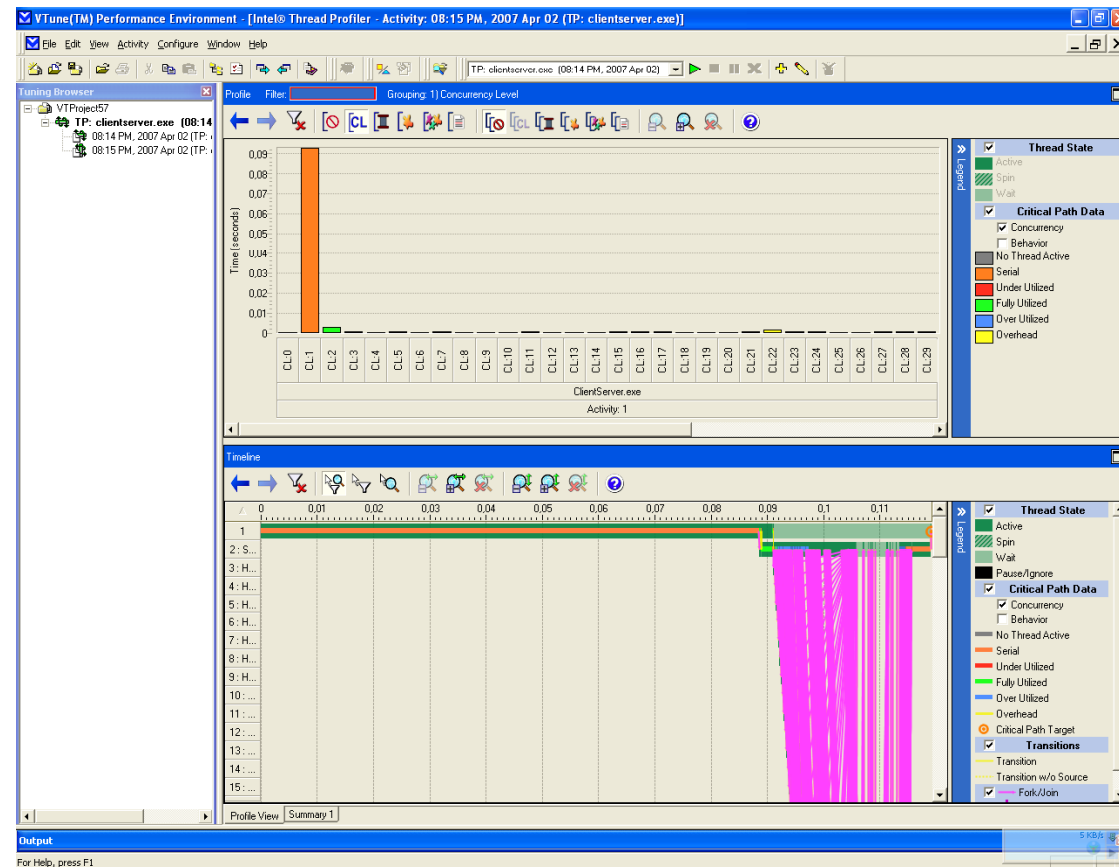 VTune(TM) Performance Environment - [Intel® Thread Profiler - Activity: 08:15 PM, 2007 Apr 02 (TP: clientserver.exe)]
File Edit View Activity Configure Window Help
TP: clientserver.exe (08:14 PM, 2007 Apr 02)
Tuning Browser
VTProject57
TP: clientserver.exe (08:14
08:14 PM, 2007 Apr 02 (TP:
08:15 PM, 2007 Apr 02 (TP:
Profile Filter: Grouping: 1) Concurrency Level
CL
CL
Time (seconds)
0,09
0,08
0,07
0,06
0,05
0,04
0,03
0,02
0,01
0
CL:0 CL:1 CL:2 CL:3 CL:4 CL:5 CL:6 CL:7 CL:8 CL:9 CL:10 CL:11 CL:12 CL:13 CL:14 CL:15 CL:16 CL:17 CL:18 CL:19 CL:20 CL:21 CL:22 CL:23 CL:24 CL:25 CL:26 CL:27 CL:28 CL:29
ClientServer.exe
Activity: 1
Legend
Thread State
Active
Spin
Wait
Critical Path Data
Concurrency
Behavior
No Thread Active
Serial
Under Utilized
Fully Utilized
Over Utilized
Overhead
Timeline
0 0,01 0,02 0,03 0,04 0,05 0,06 0,07 0,08 0,09 0,1 0,11
1
2 : S...
3 : H...
4 : H...
5 : H...
6 : H...
7 : H...
8 : H...
9 : H...
10 : ...
11 : ...
12 : ...
13 : ...
14 : ...
15 : ...
Legend
Thread State
Active
Spin
Wait
Pause/Ignore
Critical Path Data
Concurrency
Behavior
No Thread Active
Serial
Under Utilized
Fully Utilized
Over Utilized
Overhead
Critical Path Target
Transitions
Transition
Transition w/o Source
Fork/Join
Profile View Summary 1
Output
5 KB/s
For Help, press F1